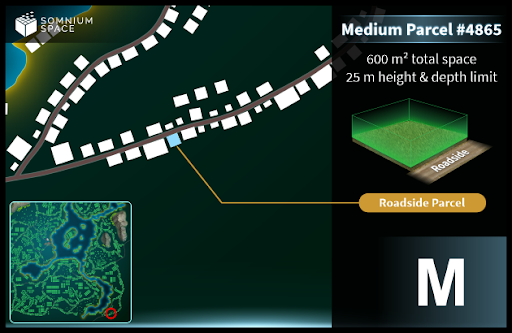 SOMNIUM
SPACE
Medium Parcel #4865
600 m² total space
25 m height & depth limit
Roadside
Roadside Parcel
M